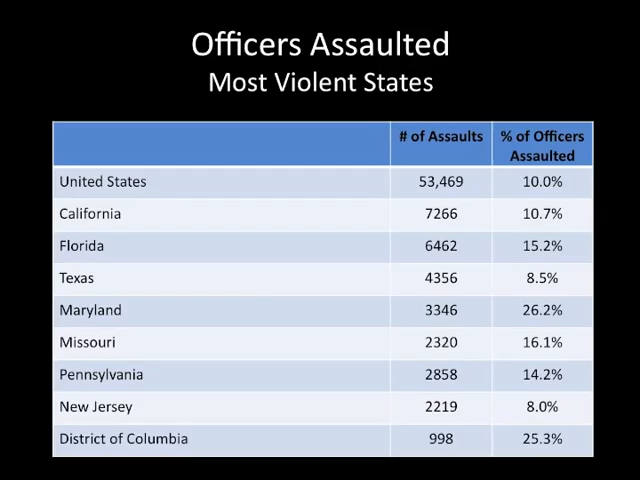 Officers Assaulted
Most Violent States
# of Assaults % of Officers Assaulted
United States 53,469 10.0%
California 7266 10.7%
Florida 6462 15.2%
Texas 4356 8.5%
Maryland 3346 26.2%
Missouri 2320 16.1%
Pennsylvania 2858 14.2%
New Jersey 2219 8.0%
District of Columbia 998 25.3%